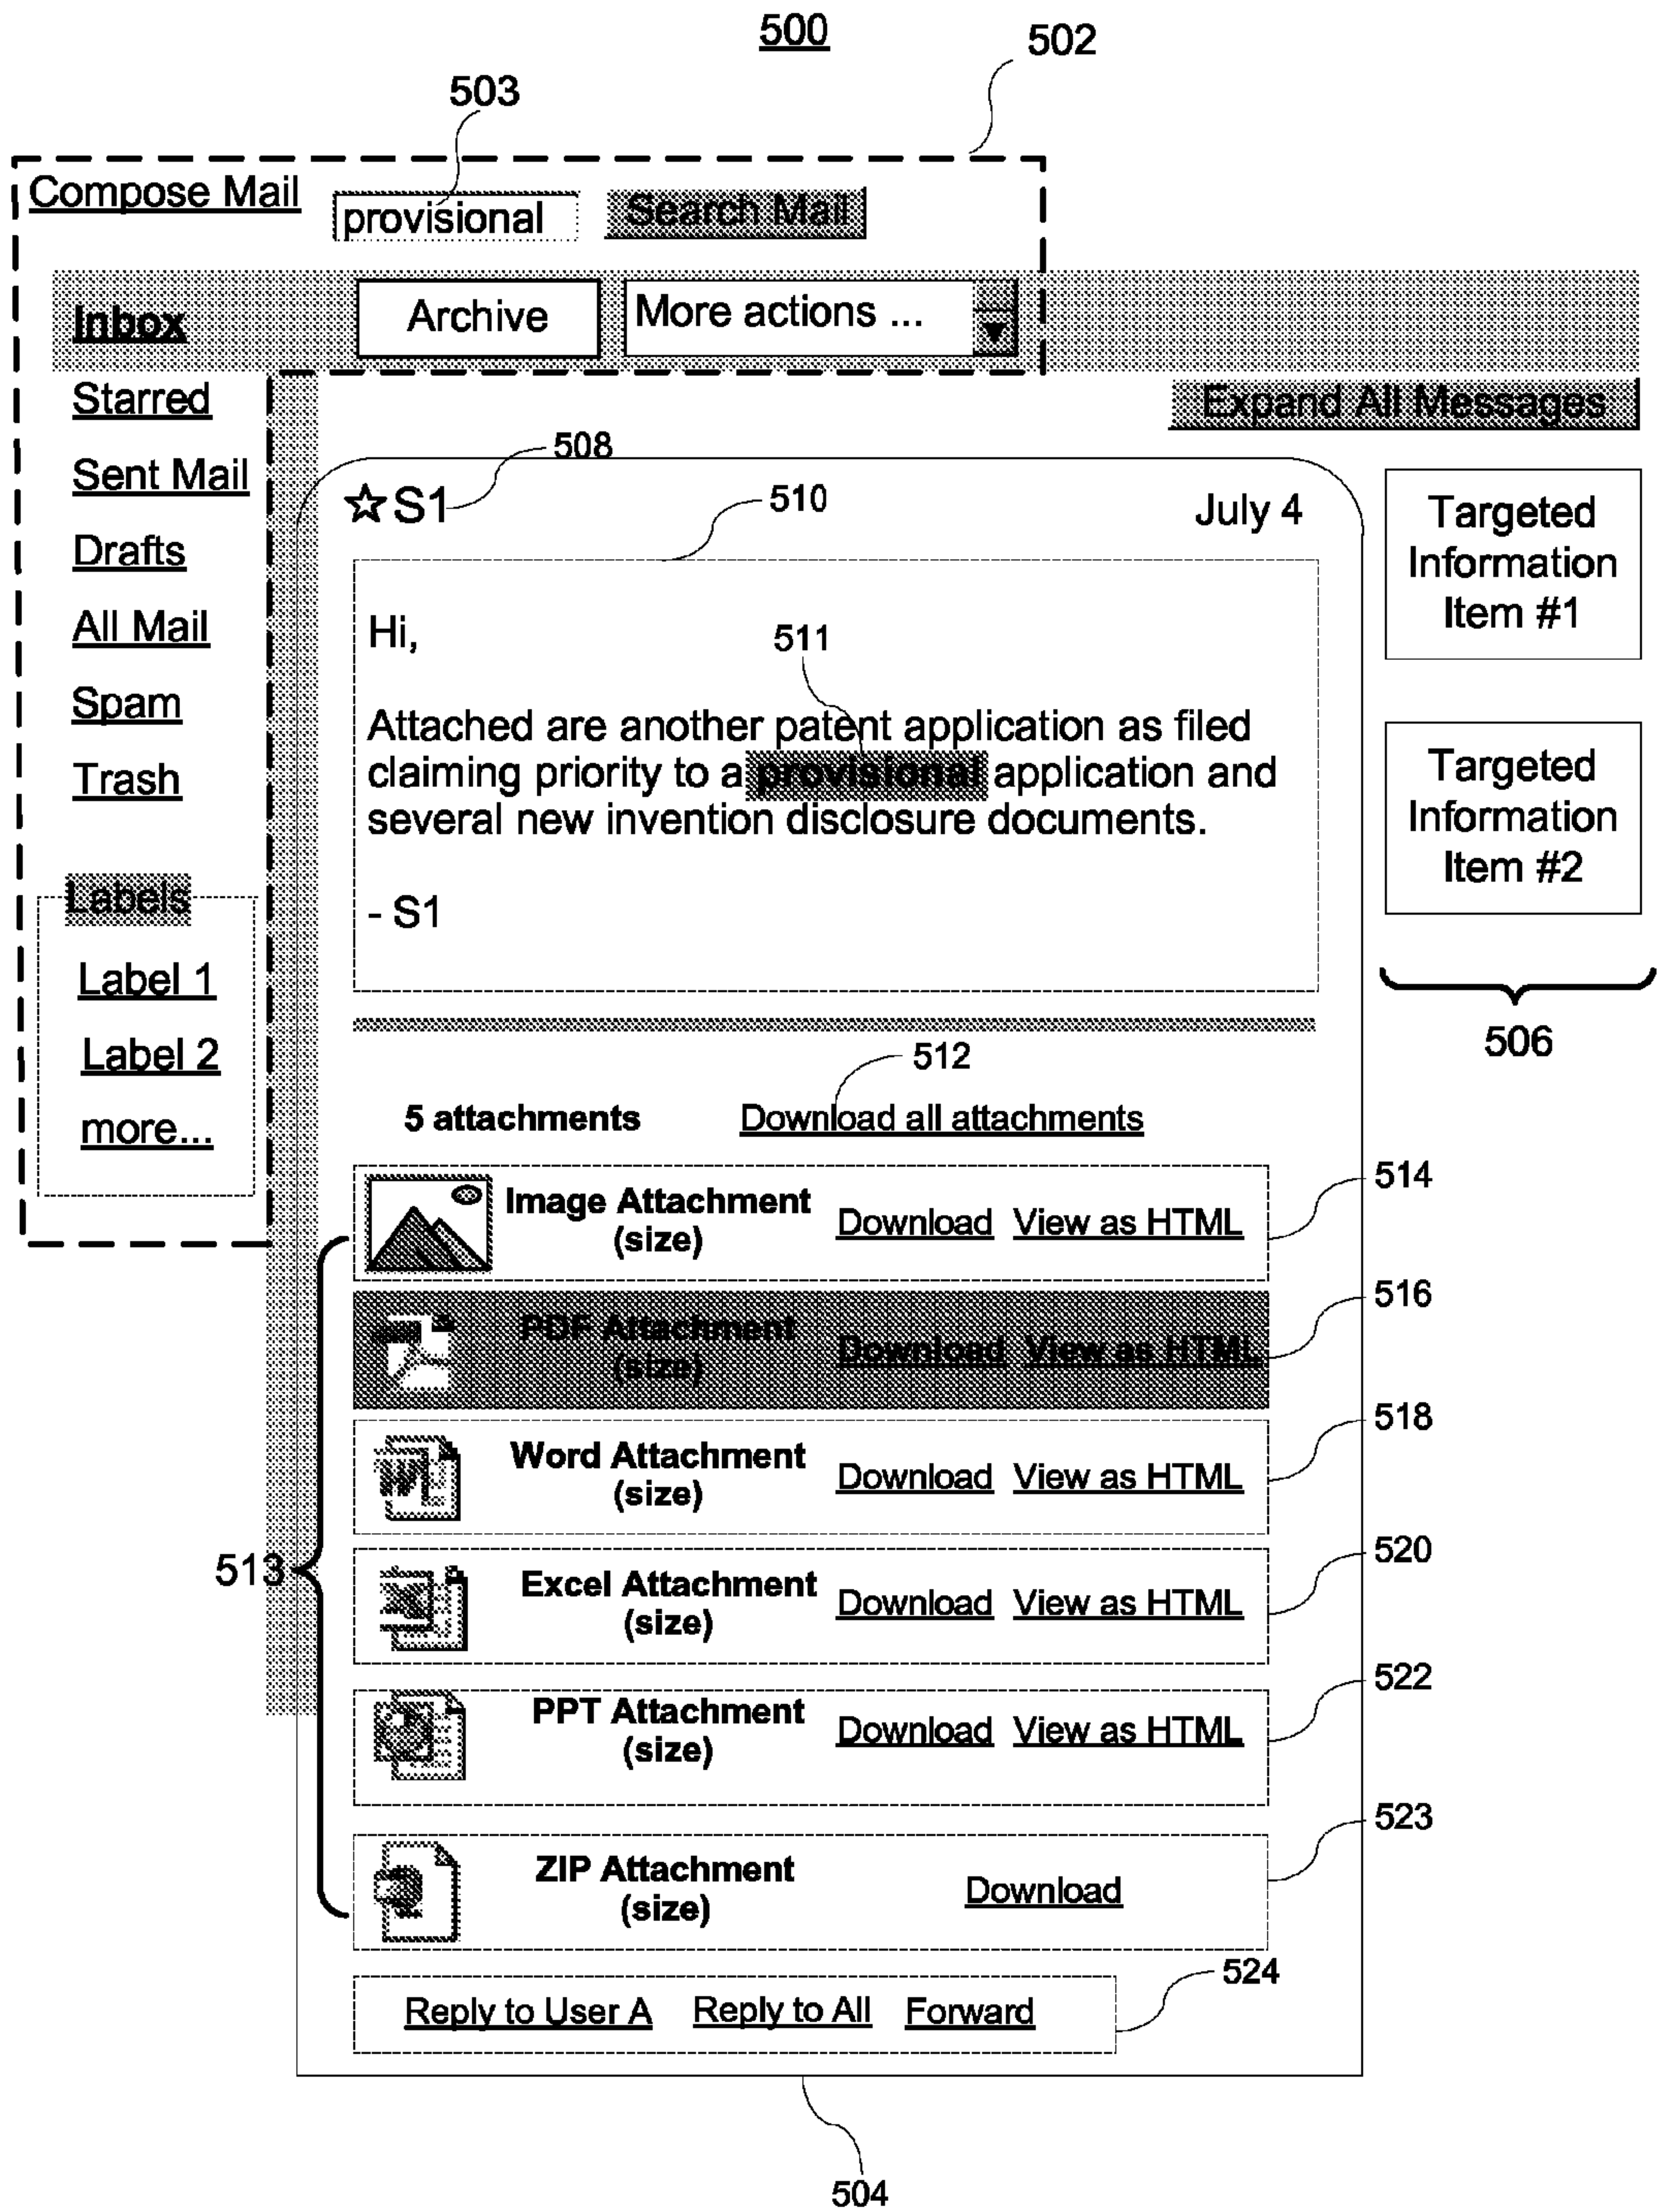 500
502
503
Compose Mail
provisional
Search Mail
Inbox
Archive
More actions ...
Expand All Messages
Starred
Sent Mail
Drafts
All Mail
Spam
Trash
Labels
Label 1
Label 2
more...
508
S1
July 4
510
Hi,
511
Attached are another patent application as filed
claiming priority to a provisional application and
several new invention disclosure documents.
- S1
Targeted
Information
Item #1
Targeted
Information
Item #2
506
512
5 attachments
Download all attachments
513
Image Attachment
(size)
Download View as HTML
514
PDF Attachment
(size)
Download View as HTML
516
Word Attachment
(size)
Download View as HTML
518
Excel Attachment
(size)
Download View as HTML
520
PPT Attachment
(size)
Download View as HTML
522
ZIP Attachment
(size)
Download
523
Reply to User A Reply to All Forward
524
504